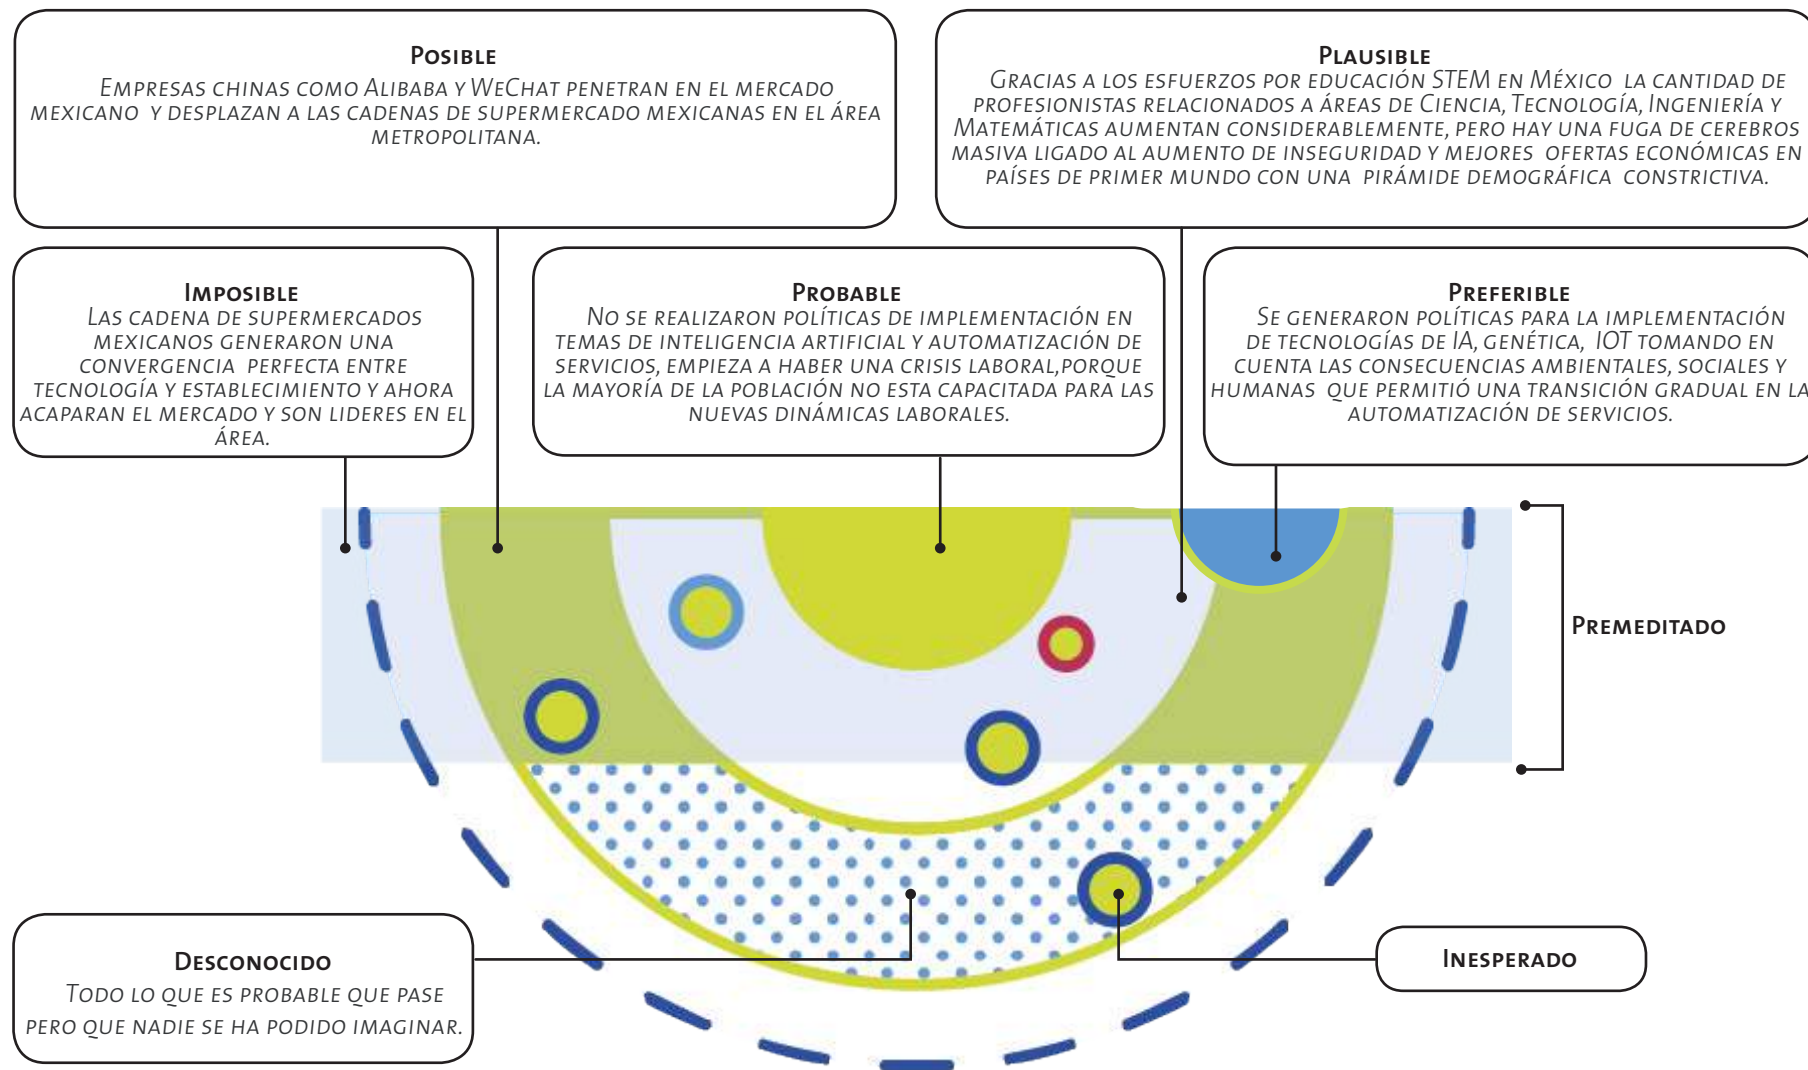 Posible
Empresas chinas como Alibaba y WeChat penetran en el mercado
mexicano y desplazan a las cadenas de supermercado mexicanas en el área
metropolitana.
Plausible
Gracias a los esfuerzos por educación STEM en México la cantidad de
profesionistas relacionados a áreas de Ciencia, Tecnología, Ingeniería y
Matemáticas aumentan considerablemente, pero hay una fuga de cerebros
masiva ligado al aumento de inseguridad y mejores ofertas económicas en
países de primer mundo con una pirámide demográfica constrictiva.
Imposible
Las cadena de supermercados
mexicanos generaron una
convergencia perfecta entre
tecnología y establecimiento y ahora
acaparan el mercado y son lideres en el
área.
Probable
No se realizaron políticas de implementación en
temas de inteligencia artificial y automatización de
servicios, empieza a haber una crisis laboral,porque
la mayoría de la población no esta capacitada para las
nuevas dinámicas laborales.
Preferible
Se generaron políticas para la implementación
de tecnologías de IA, genética, IOT tomando en
cuenta las consecuencias ambientales, sociales y
humanas que permitió una transición gradual en la
automatización de servicios.
Premeditado
Desconocido
Todo lo que es probable que pase
pero que nadie se ha podido imaginar.
Inesperado